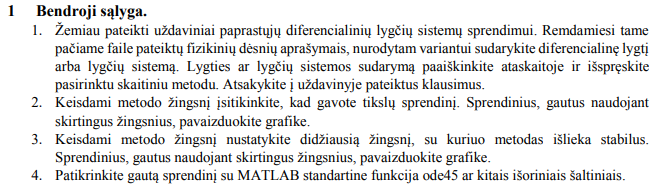 1 Bendroji sąlyga.
1. Žemiau pateikti uždaviniai paprastųjų diferencialinių lygčių sistemų sprendimui. Remdamiesi tame
pačiame faile pateiktų fizikinių dėsnių aprašymais, nurodytam variantui sudarykite diferencialinę lygtį
arba lygčių sistemą. Lygties ar lygčių sistemos sudarymą paaiškinkite ataskaitoje ir išspręskite
pasirinktu skaitiniu metodu. Atsakykite į uždavinyje pateiktus klausimus.
2. Keisdami metodo žingsnį įsitikinkite, kad gavote tikslų sprendinį. Sprendinius, gautus naudojant
skirtingus žingsnius, pavaizduokite grafike.
3. Keisdami metodo žingsnį nustatykite didžiausią žingsnį, su kuriuo metodas išlieka stabilus.
Sprendinius, gautus naudojant skirtingus žingsnius, pavaizduokite grafike.
4. Patikrinkite gautą sprendinį su MATLAB standartine funkcija ode45 ar kitais išoriniais šaltiniais.